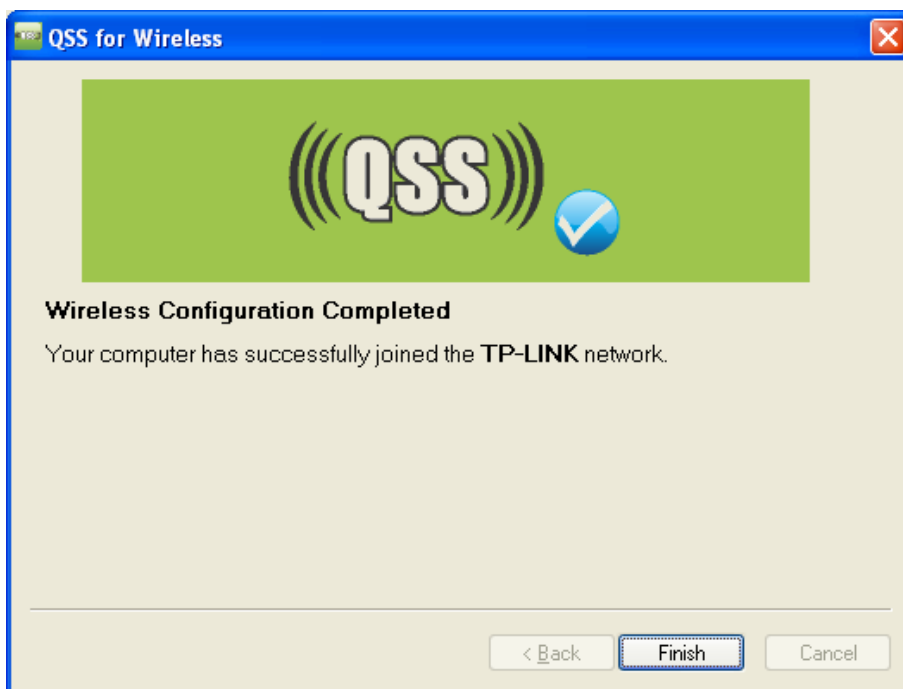 QSS for Wireless
(((QSS)))
Wireless Configuration Completed
Your computer has successfully joined the TP-LINK network.
< Back Finish Cancel